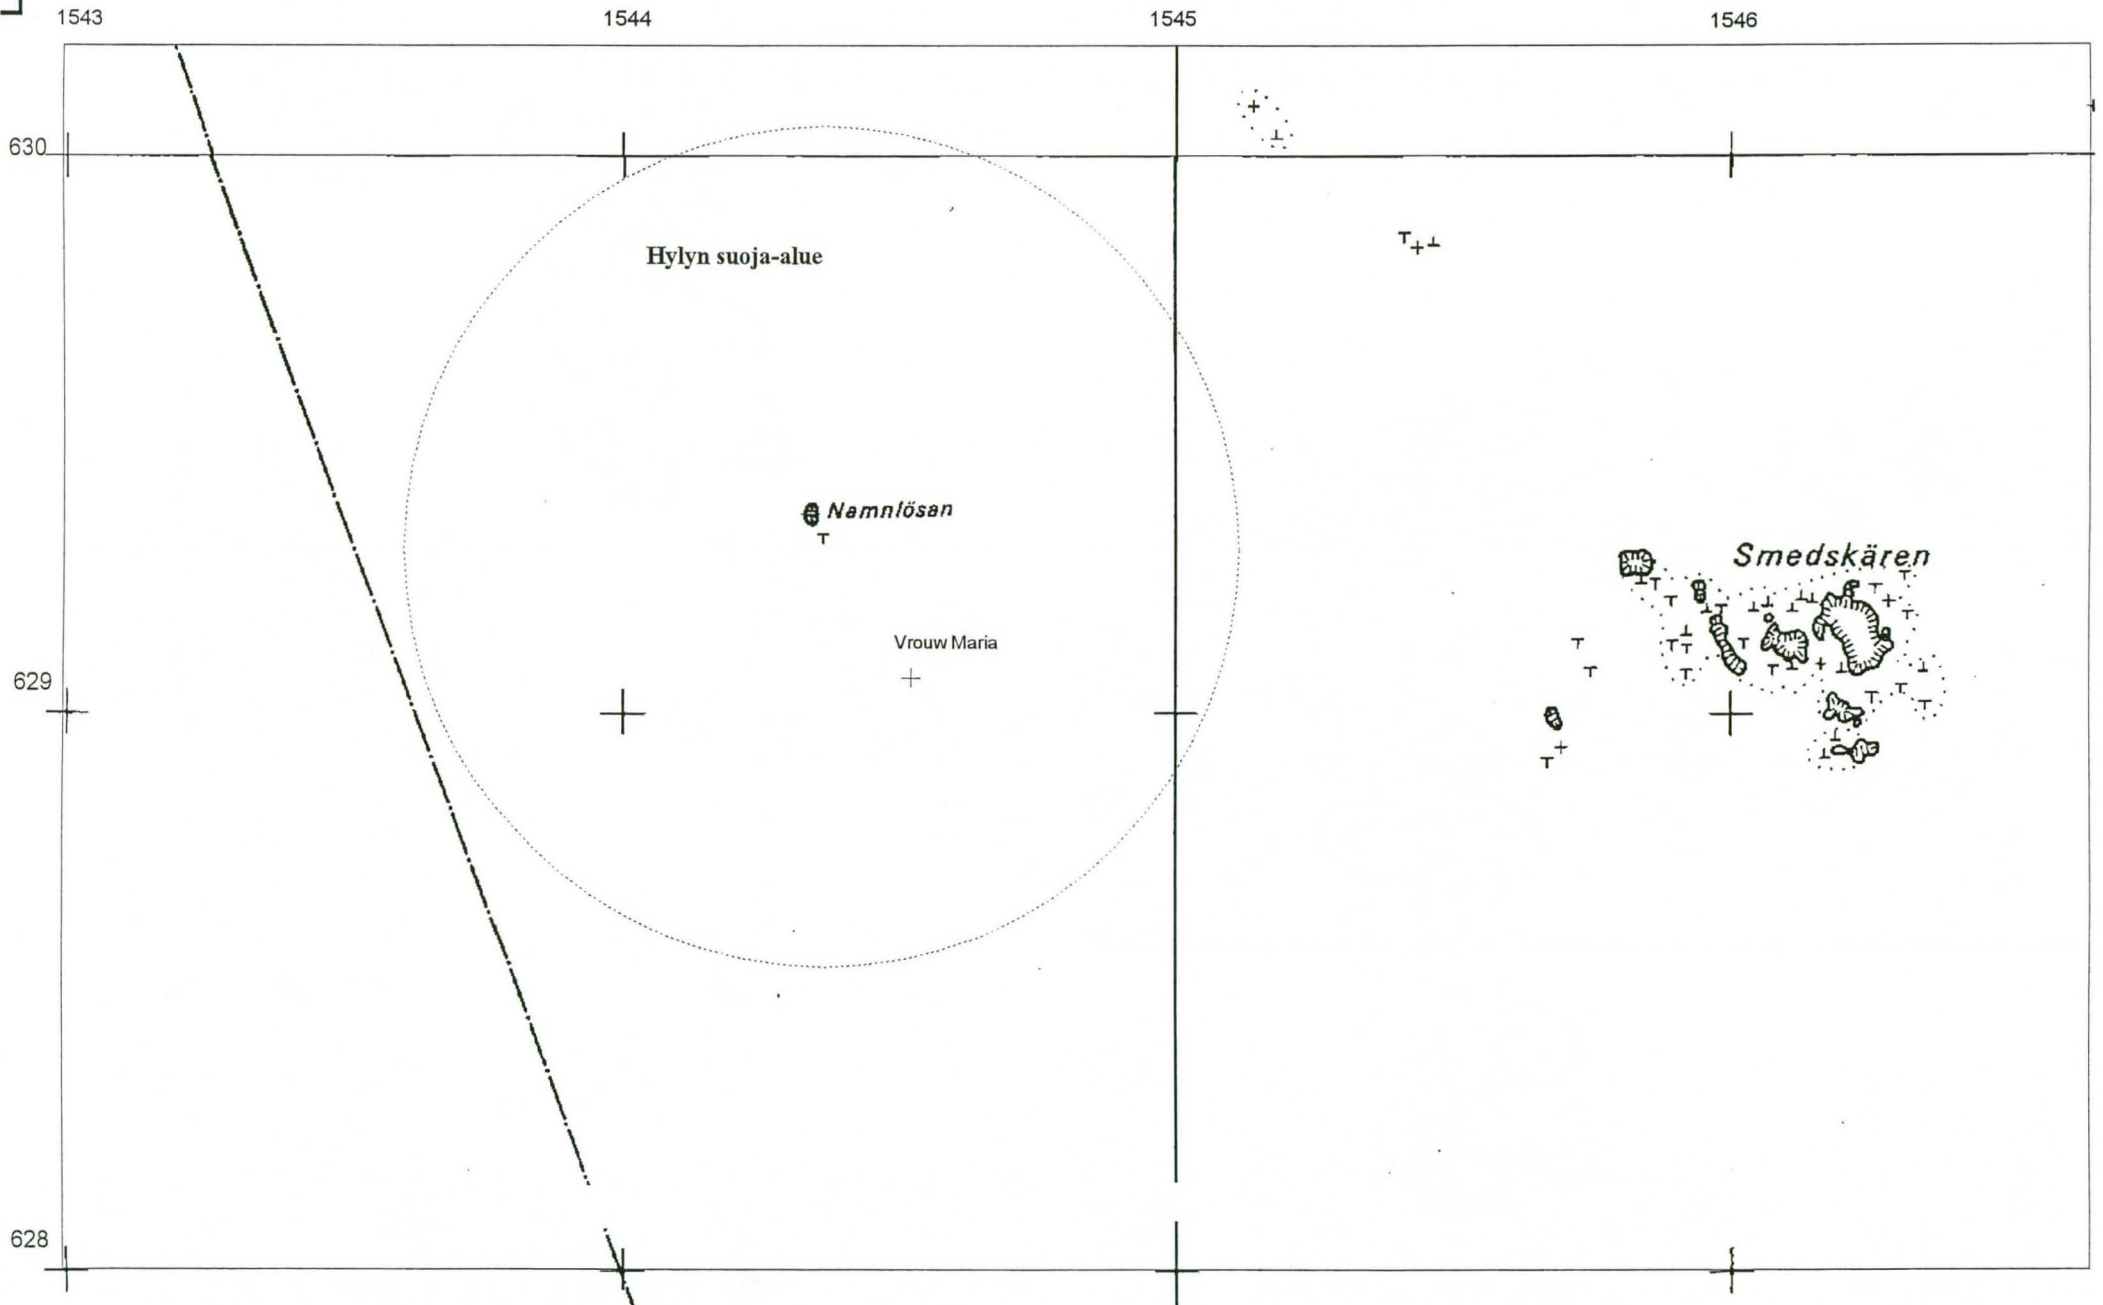 1543 1544 1545 1546
630
Hylyn suoja-alue
Namnlösan
Smedskären
Vrouw Maria
629
628